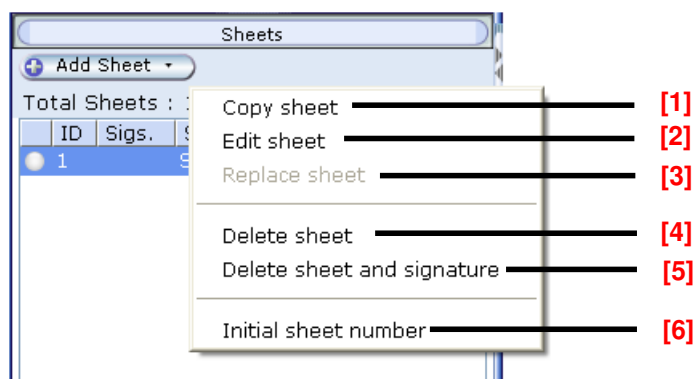 Sheets
Add Sheet
Total Sheets :
ID Sigs.
1
Copy sheet [1]
Edit sheet [2]
Replace sheet [3]
Delete sheet [4]
Delete sheet and signature [5]
Initial sheet number [6]